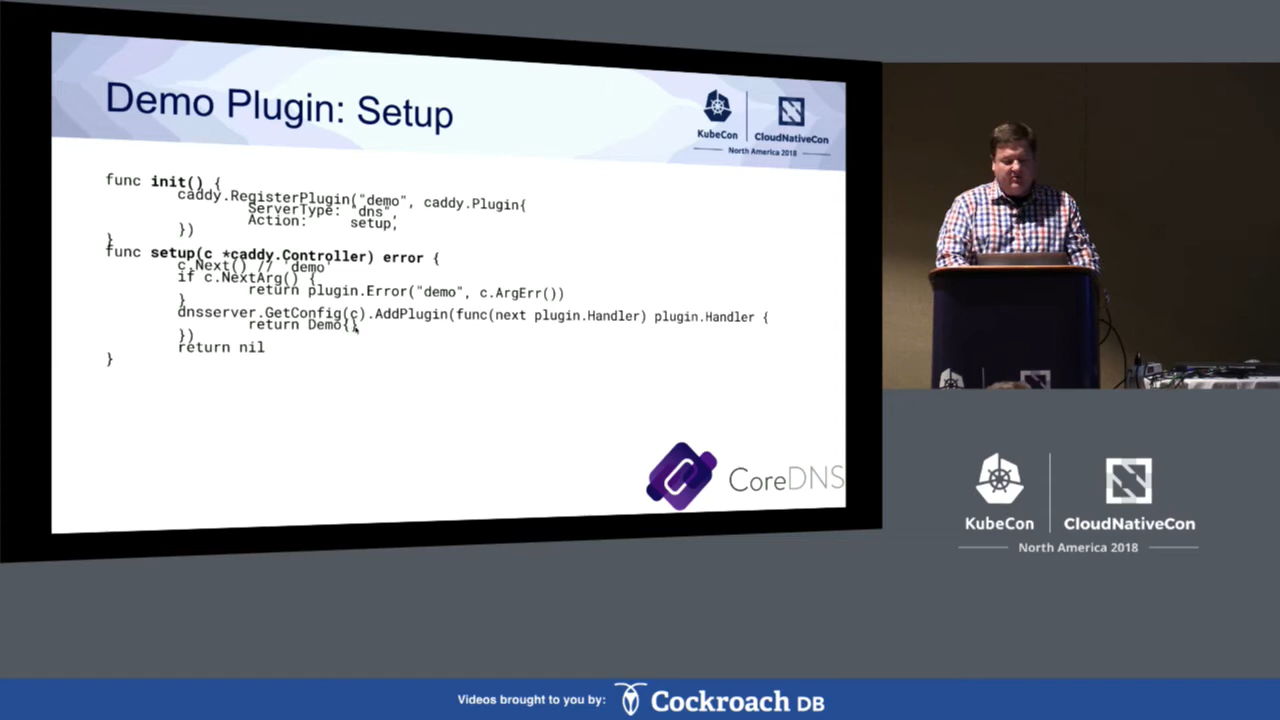 Demo Plugin: Setup
KubeCon
CloudNativeCon
North America 2018
func init() {
caddy.RegisterPlugin("demo", caddy.Plugin{
ServerType: "dns",
Action: setup,
})
}
func setup(c *caddy.Controller) error {
c.Next() // 'demo'
if c.NextArg() {
return plugin.Error("demo", c.ArgErr())
}
dnsserver.GetConfig(c).AddPlugin(func(next plugin.Handler) plugin.Handler {
return Demo{}
})
return nil
}
CoreDNS
KubeCon
CloudNativeCon
North America 2018
Videos brought to you by:
Cockroach DB